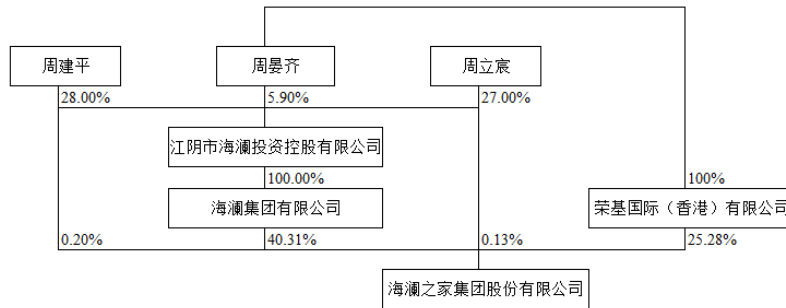 周建平
周晏齐
周立宸
28.00%
5.90%
27.00%
江阴市海澜投资控股有限公司
100.00%
100%
海澜集团有限公司
荣基国际（香港）有限公司
0.20%
40.31%
0.13%
25.28%
海澜之家集团股份有限公司